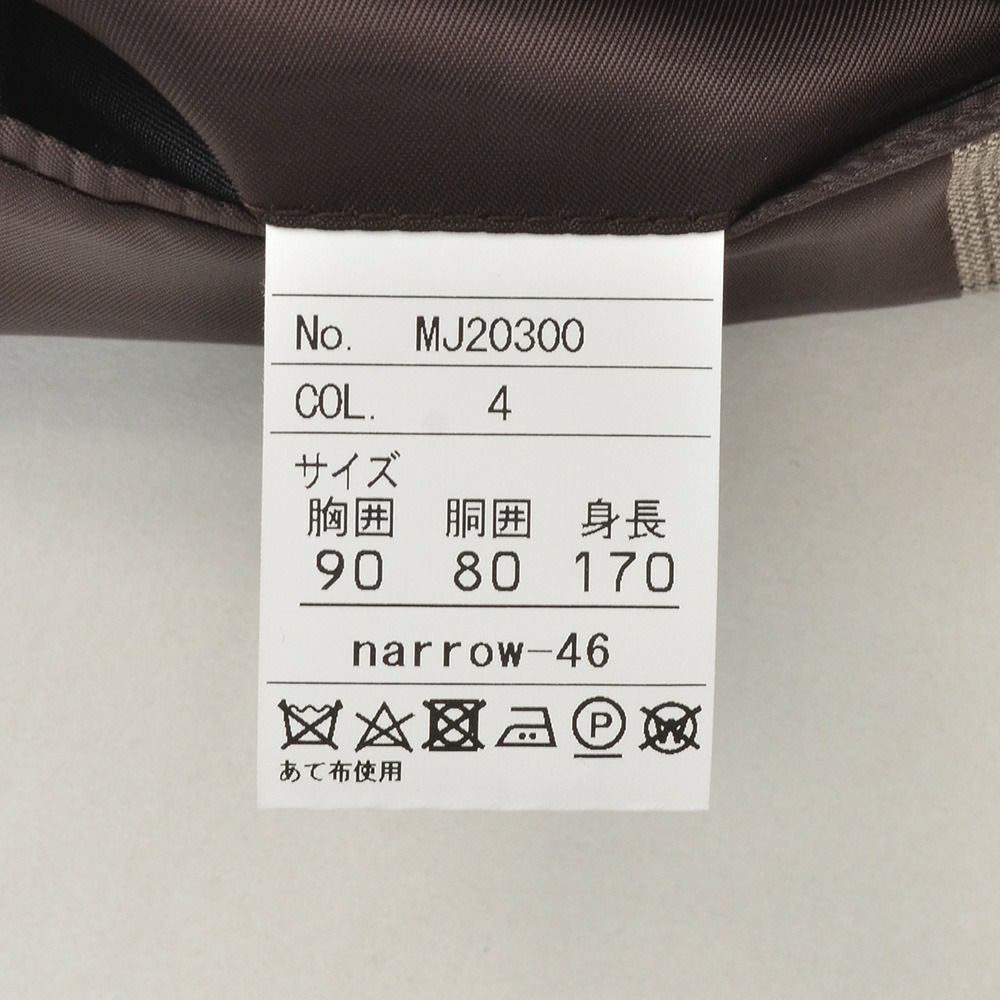 No. MJ20300
COL. 4
サイズ
胸囲 胴囲 身長
90 80 170
narrow-46
P W
あて布使用